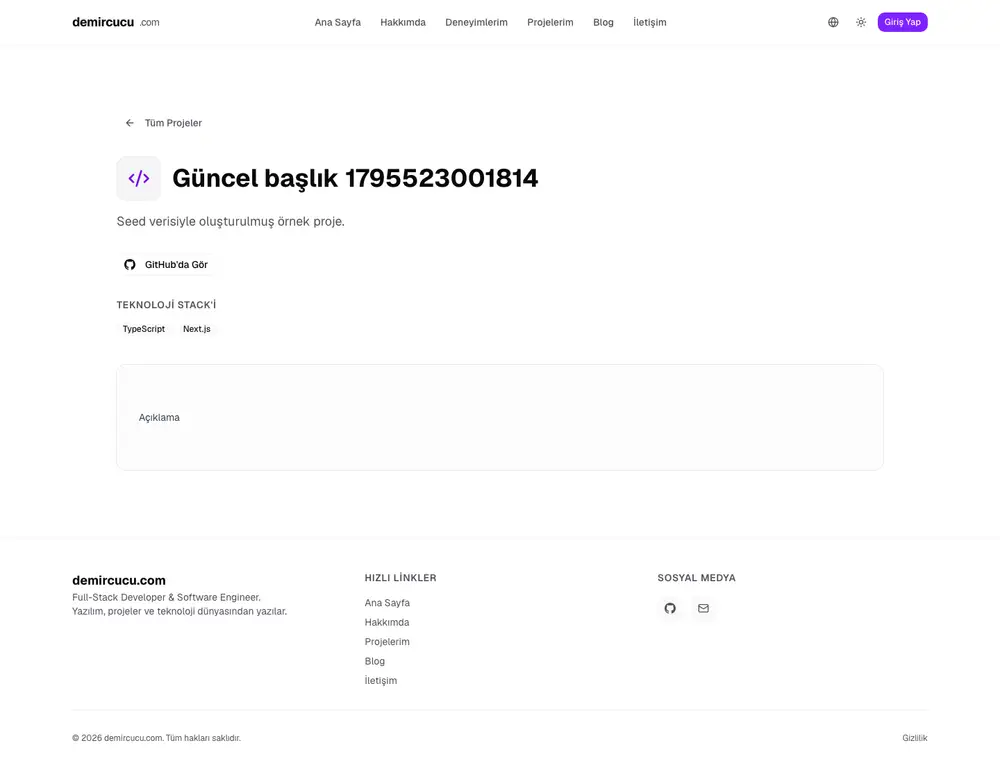 demircucu .com
Ana Sayfa Hakkımda Deneyimlerim Projelerim Blog İletişim
Giriş Yap
Tüm Projeler
</> Güncel başlık 1795523001814
Seed verisiyle oluşturulmuş örnek proje.
GitHub'da Gör
TEKNOLOJİ STACK'İ
TypeScript Next.js
Açıklama
demircucu.com
Full-Stack Developer & Software Engineer.
Yazılım, projeler ve teknoloji dünyasından yazılar.
HIZLI LİNKLER
Ana Sayfa
Hakkımda
Projelerim
Blog
İletişim
SOSYAL MEDYA
© 2026 demircucu.com. Tüm hakları saklıdır.
Gizlilik